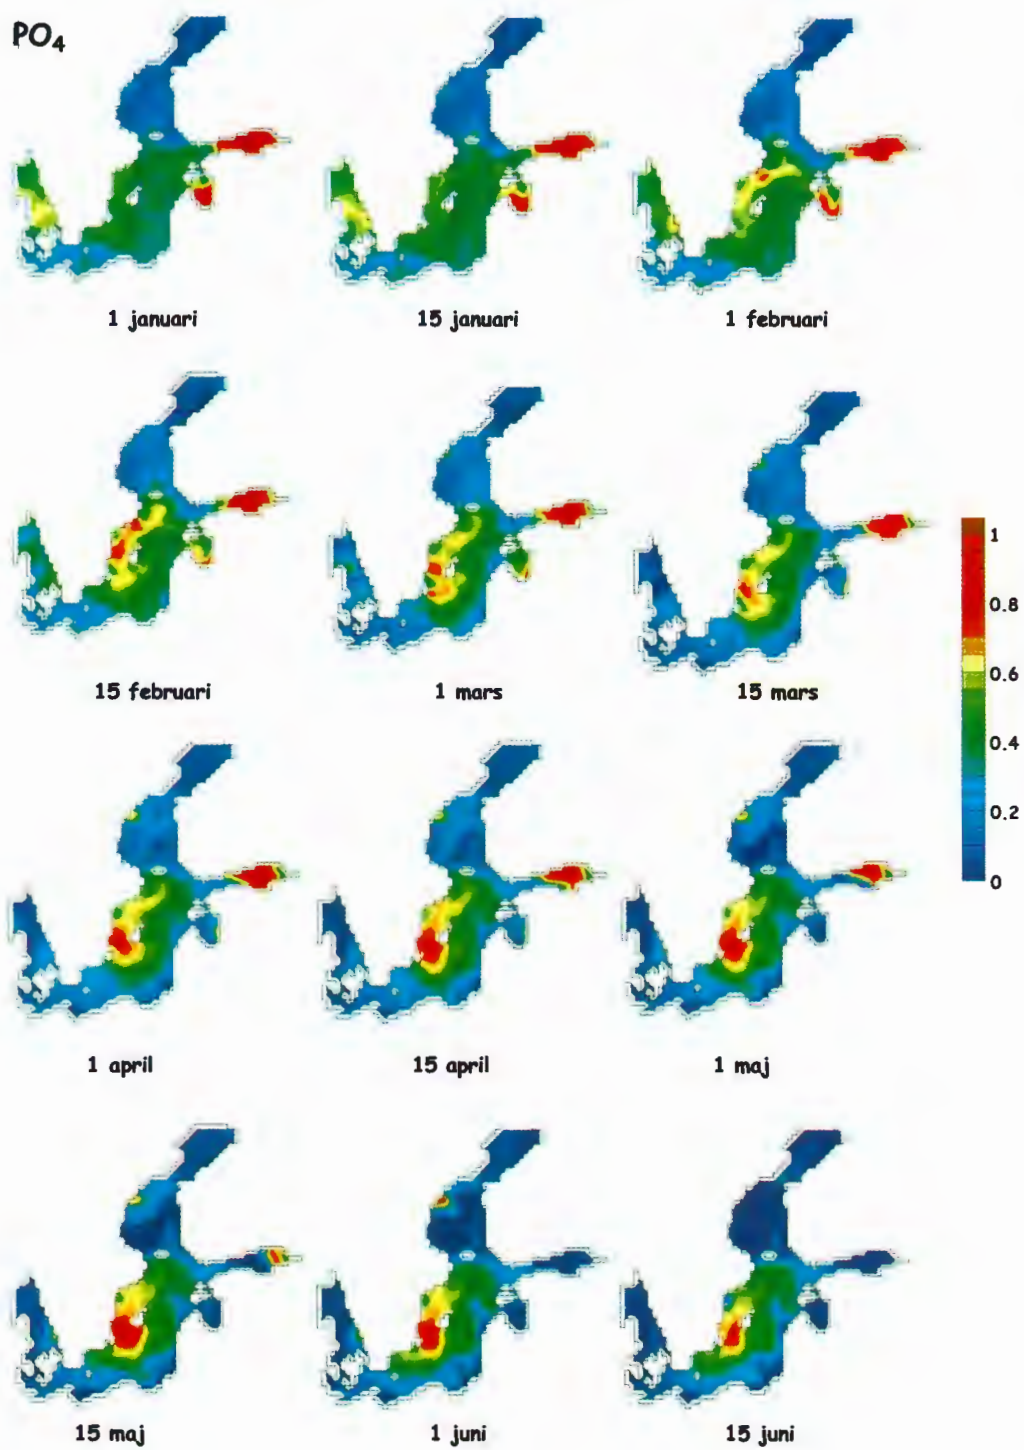 PO₄
1 januari
15 januari
1 februari
15 februari
1 mars
15 mars
1
0.8
0.6
0.4
0.2
0
1 april
15 april
1 maj
15 maj
1 juni
15 juni